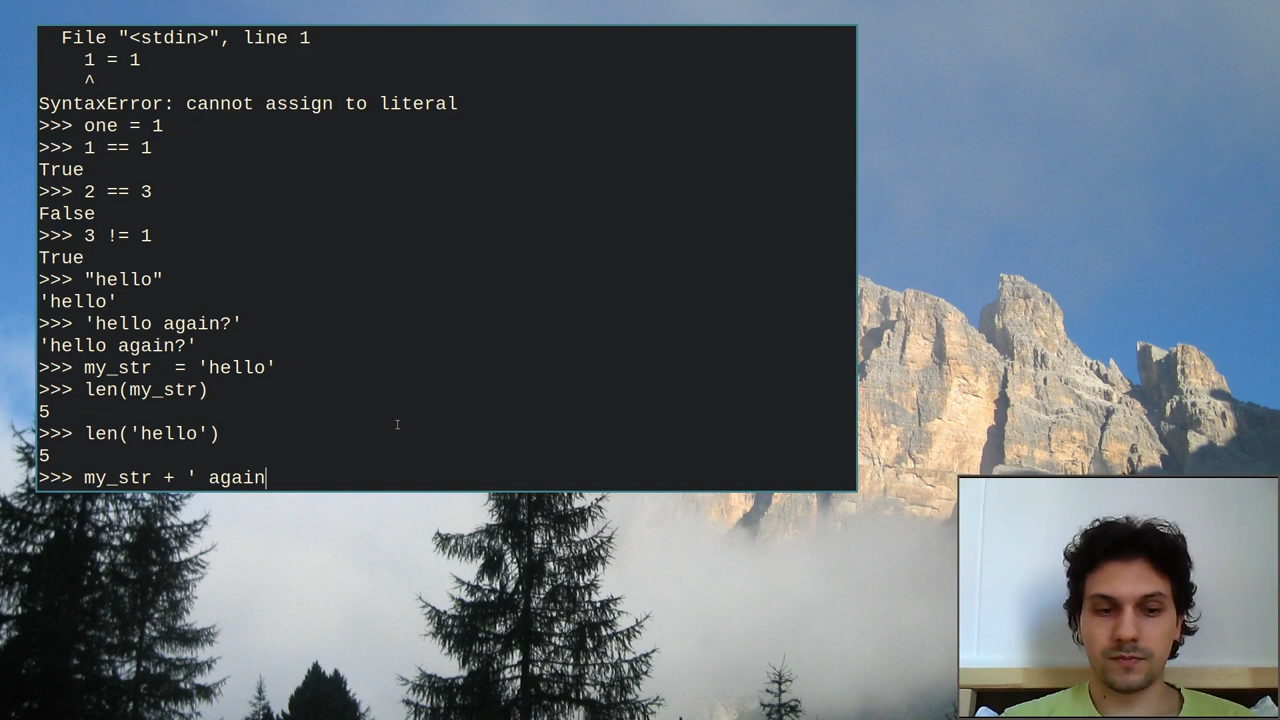 File "<stdin>", line 1
1 = 1
^
SyntaxError: cannot assign to literal
>>> one = 1
>>> 1 == 1
True
>>> 2 == 3
False
>>> 3 != 1
True
>>> "hello"
'hello'
>>> 'hello again?'
'hello again?'
>>> my_str  = 'hello'
>>> len(my_str)
5
>>> len('hello')
5
>>> my_str + ' again